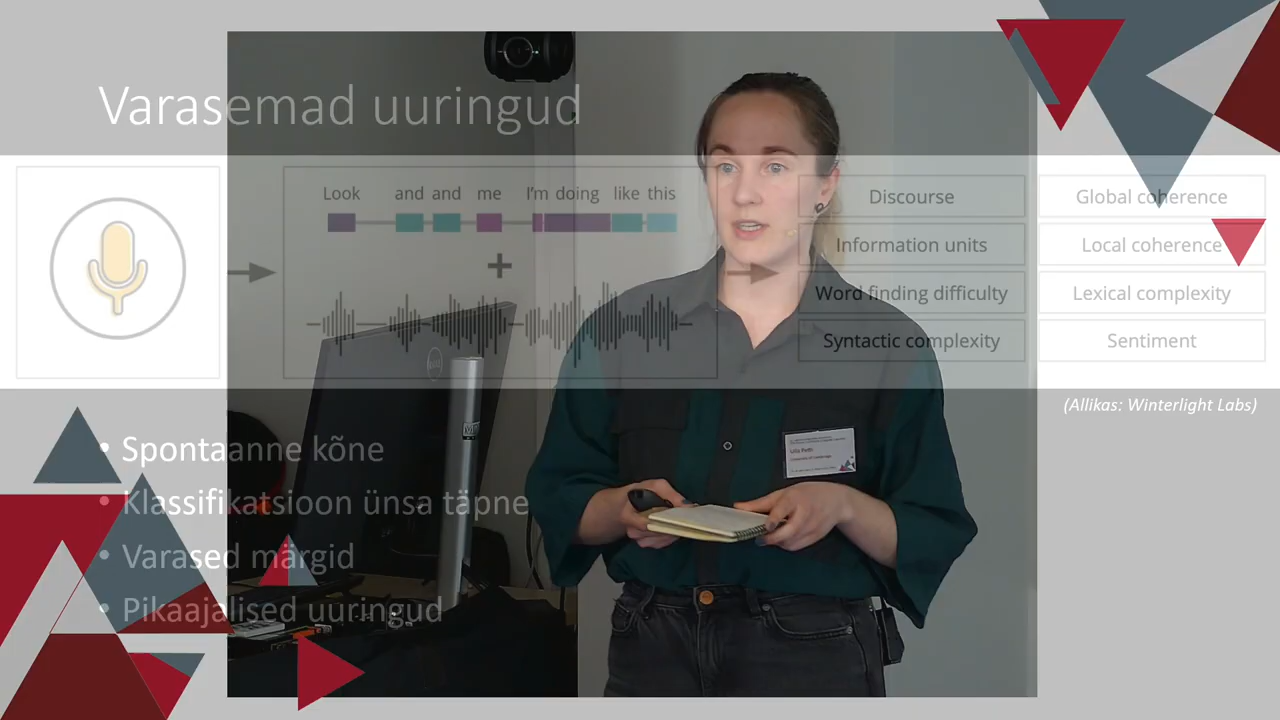 Varasemad uuringud
Look and and me I'm doing like this
+
Discourse
Global coherence
Information units
Local coherence
Word finding difficulty
Lexical complexity
Syntactic complexity
Sentiment
(Allikas: Winterlight Labs)
• Spontaanne kõne
• Klassifikatsioon ünsa täpne
• Varased märgid
• Pikaajalised uuringud